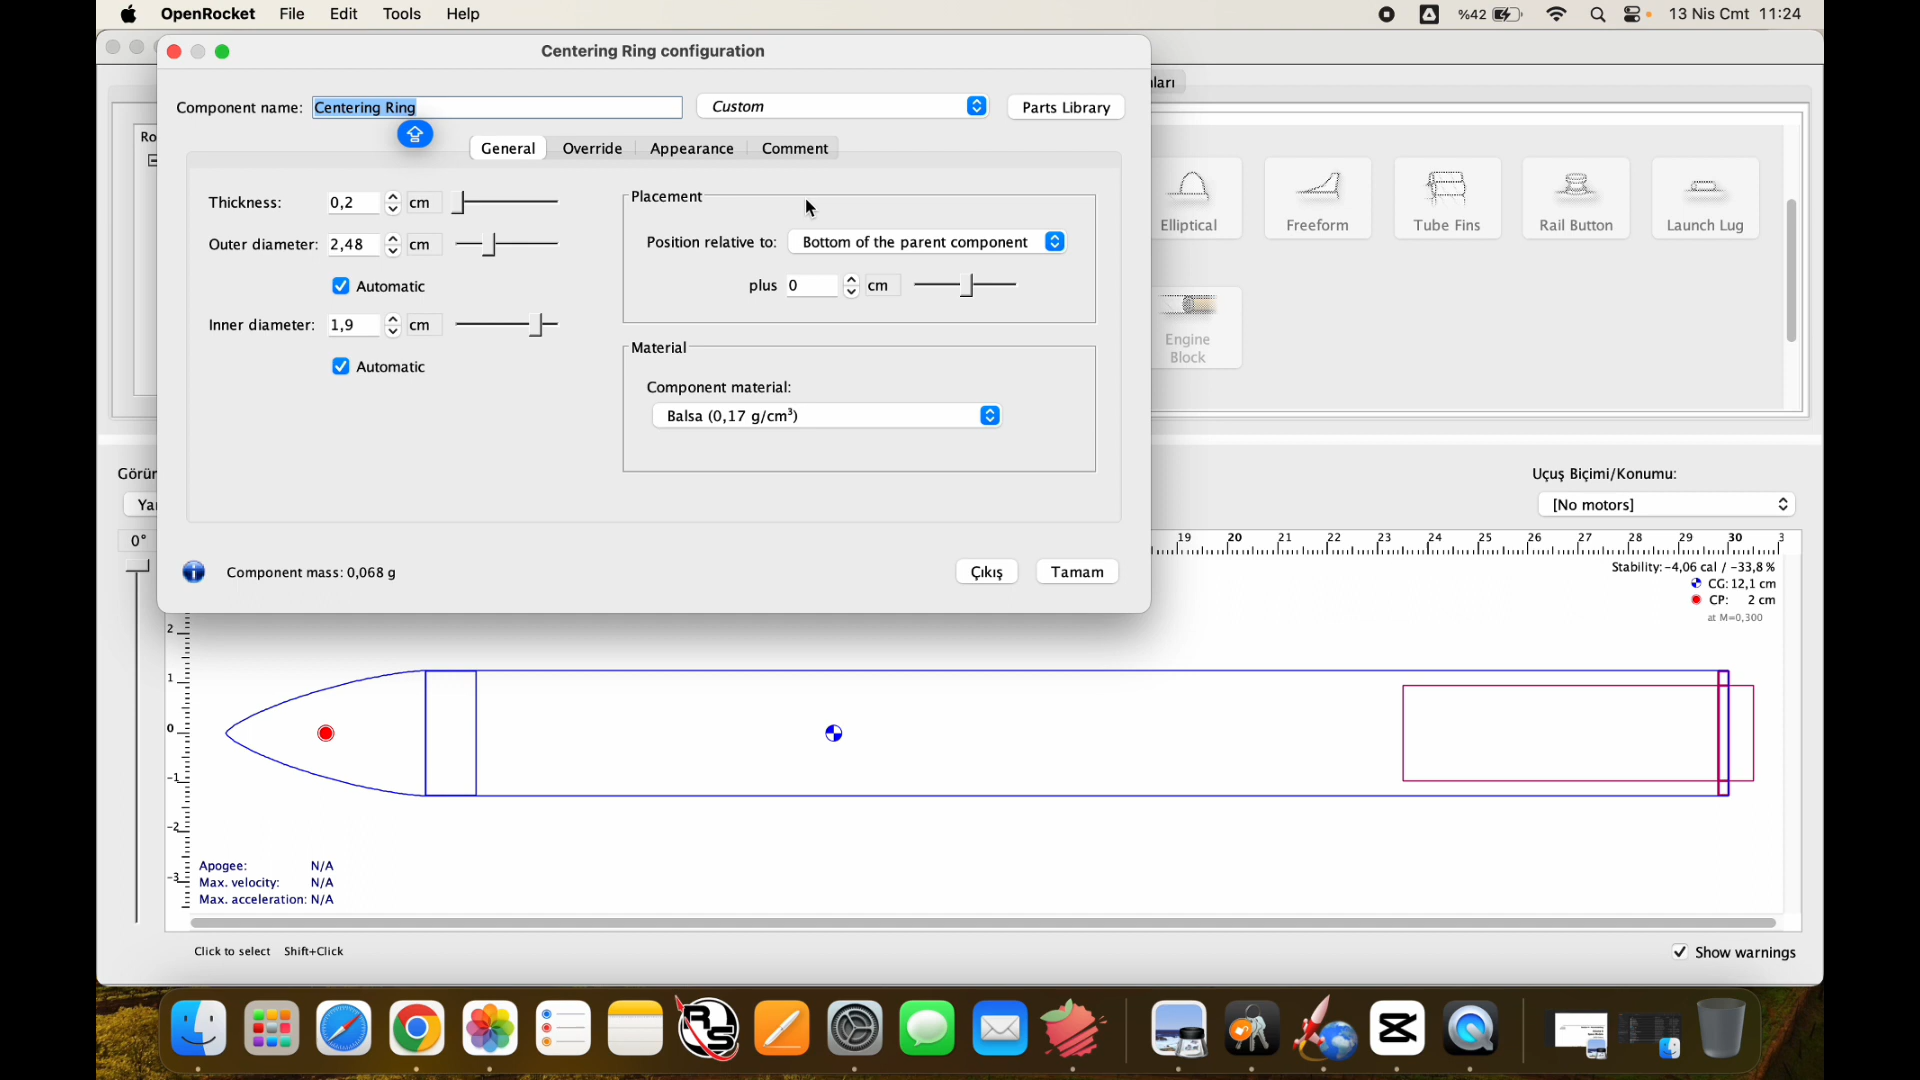 OpenRocket File Edit Tools Help
%42
13 Nis Cmt 11:24
Centering Ring configuration
Component name: Centering Ring Custom Parts Library
General Override Appearance Comment
Thickness: 0,2 cm
Outer diameter: 2,48 cm
Automatic
Inner diameter: 1,9 cm
Automatic
Placement
Position relative to: Bottom of the parent component
plus 0 cm
Material
Component material:
Balsa (0,17 g/cm³)
Component mass: 0,068 g
Çıkış Tamam
ları
Ro
Elliptical Freeform Tube Fins Rail Button Launch Lug
Engine
Block
Görür
Yar
0°
Uçuş Biçimi/Konumu:
[No motors]
19 20 21 22 23 24 25 26 27 28 29 30 3
Stability:-4,06 cal / -33,8 %
CG: 12,1 cm
CP: 2 cm
at M=0,300
2
1
0
-1
-2
-3
Apogee: N/A
Max. velocity: N/A
Max. acceleration: N/A
Click to select Shift+Click
Show warnings
RS